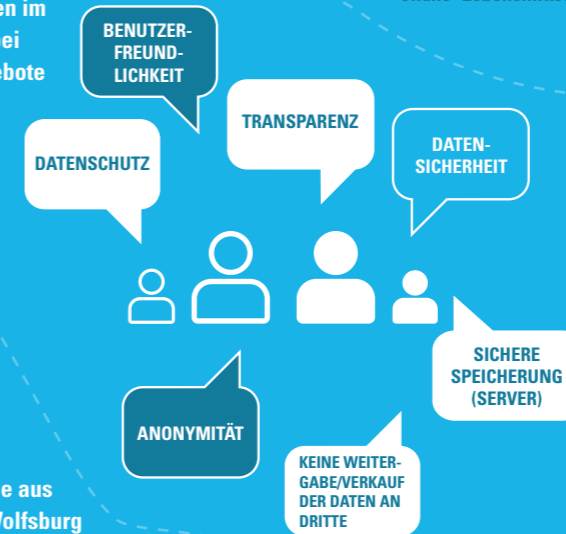 en im
bei
ebote
BENUTZER-
FREUND-
LICHKEIT
TRANSPARENZ
DATENSCHUTZ
DATEN-
SICHERHEIT
SICHERE
SPEICHERUNG
(SERVER)
ANONYMITÄT
KEINE WEITER-
GABE/VERKAUF
DER DATEN AN
DRITTE
e aus
Wolfsburg